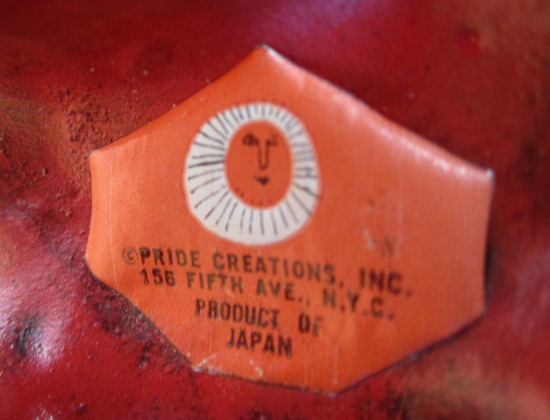 ©PRIDE CREATIONS, INC.
156 FIFTH AVE., N.Y.C.
PRODUCT OF
JAPAN